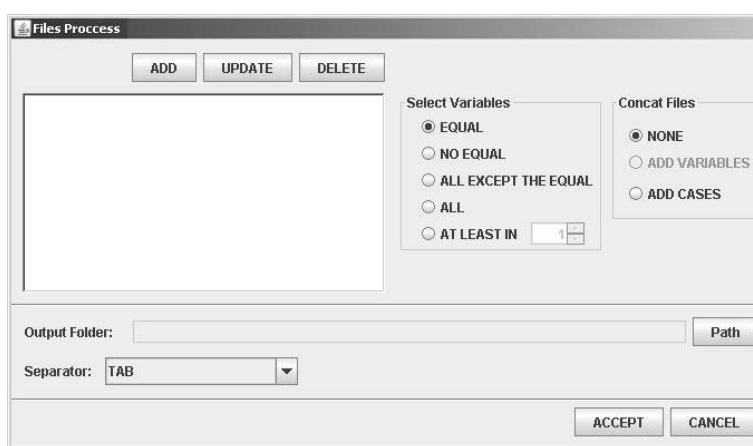 Files Proccess
ADD UPDATE DELETE
Select Variables
EQUAL
NO EQUAL
ALL EXCEPT THE EQUAL
ALL
AT LEAST IN 1
Concat Files
NONE
ADD VARIABLES
ADD CASES
Output Folder: Path
Separator: TAB
ACCEPT CANCEL